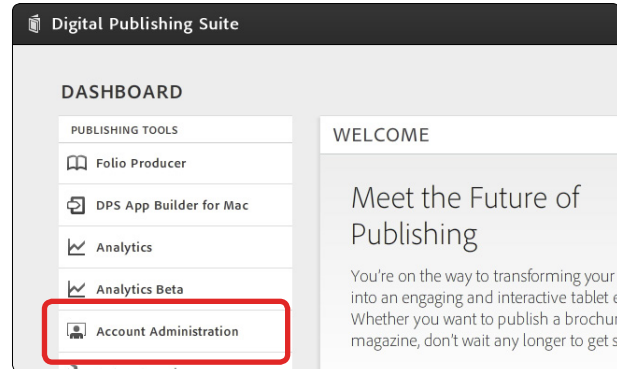 Digital Publishing Suite
DASHBOARD
PUBLISHING TOOLS
Folio Producer
DPS App Builder for Mac
Analytics
Analytics Beta
Account Administration
WELCOME
Meet the Future of
Publishing
You're on the way to transforming your
into an engaging and interactive tablet e
Whether you want to publish a brochur
magazine, don't wait any longer to get s